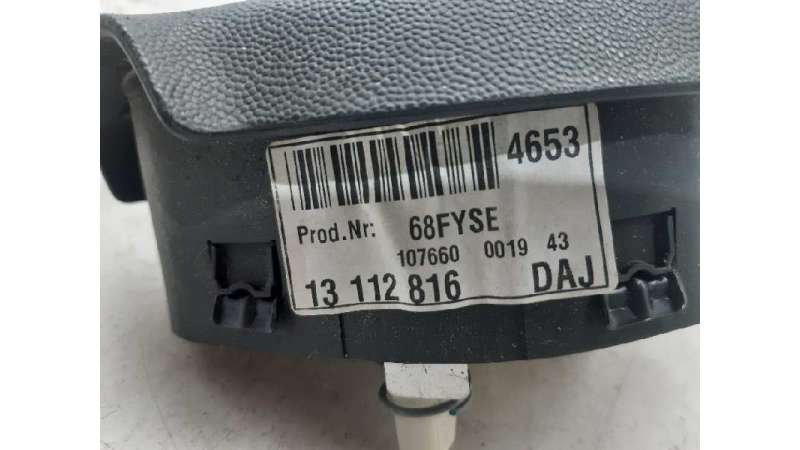 4653
Prod.Nr: 68FYSE
107660 0019 43
13 112 816 DAJ